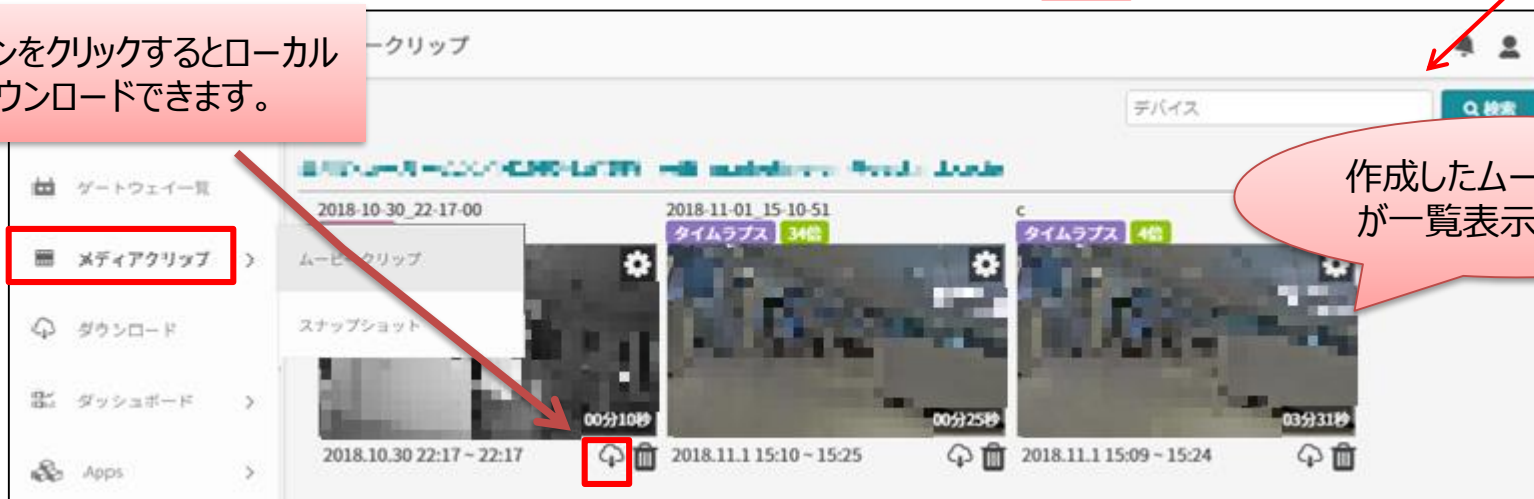 ンをクリックするとローカル
ウンロードできます。
ークリップ
デバイス
検索
作成したムー
が一覧表示
ゲートウェイ一覧
メディアクリップ
ムービークリップ
スナップショット
ダウンロード
ダッシュボード
Apps
2018-10-30_22-17-00
2018-11-01_15-10-51
c
タイムラプス 34倍
タイムラプス 4倍
00分10秒
00分25秒
03分31秒
2018.10.30 22:17 ~ 22:17
2018.11.1 15:10 ~ 15:25
2018.11.1 15:09 ~ 15:24